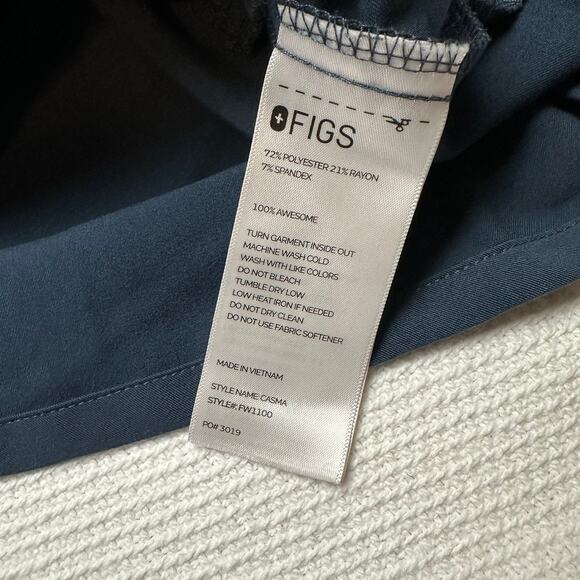 FIGS
72% POLYESTER 21% RAYON
7% SPANDEX
100% AWESOME
TURN GARMENT INSIDE OUT
MACHINE WASH COLD
WASH WITH LIKE COLORS
DO NOT BLEACH
TUMBLE DRY LOW
LOW HEAT IRON IF NEEDED
DO NOT DRY CLEAN
DO NOT USE FABRIC SOFTENER
MADE IN VIETNAM
STYLE NAME: CASMA
STYLE#: FW1100
PO# 3019